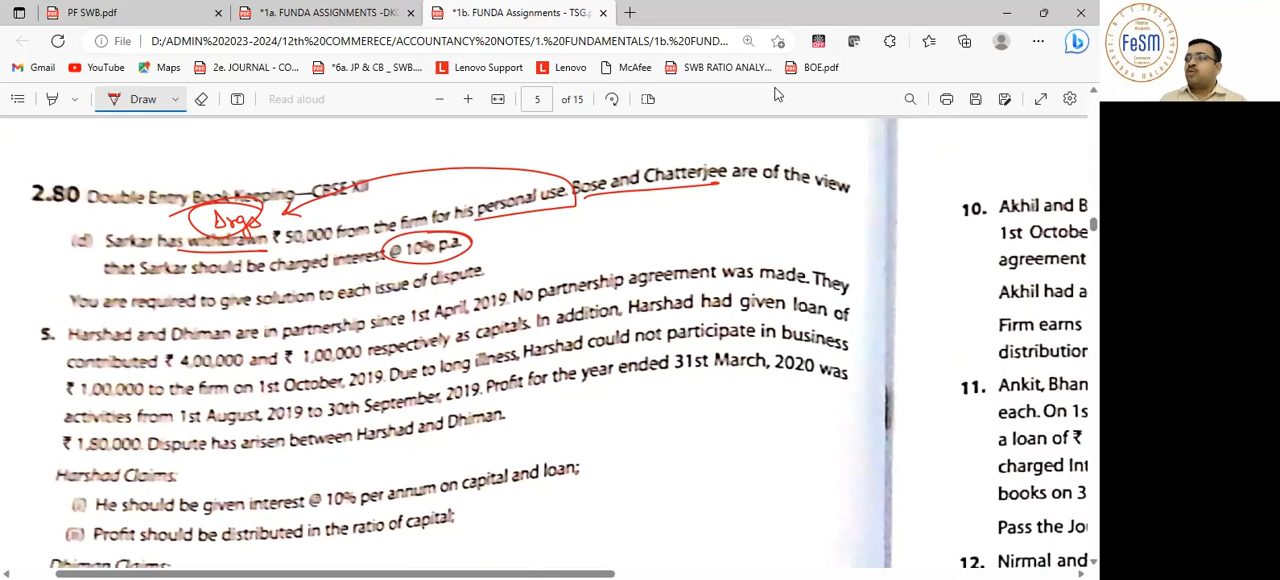 PF SWB.pdf
*1a. FUNDA ASSIGNMENTS -DKG
*1b. FUNDA Assignments - TSG.p
File
D:/ADMIN%202023-2024/12th%20COMMERECE/ACCOUNTANCY%20NOTES/1.%20FUNDAMENTALS/1b.%20FUND...
Gmail
YouTube
Maps
2e. JOURNAL - CO...
*6a. JP & CB _ SWB....
Lenovo Support
Lenovo
McAfee
SWB RATIO ANALY...
BOE.pdf
Draw
Read aloud
5 of 15
FeSM
2.80 Double Entry Book Keeping—CBSE XII
Drgs
(d) Sarkar has withdrawn ₹ 50,000 from the firm for his personal use. Bose and Chatterjee are of the view
that Sarkar should be charged interest @ 10% p.a.
You are required to give solution to each issue of dispute.
5. Harshad and Dhiman are in partnership since 1st April, 2019. No partnership agreement was made. They
contributed ₹ 4,00,000 and ₹ 1,00,000 respectively as capitals. In addition, Harshad had given loan of
₹ 1,00,000 to the firm on 1st October, 2019. Due to long illness, Harshad could not participate in business
activities from 1st August, 2019 to 30th September, 2019. Profit for the year ended 31st March, 2020 was
₹ 1,80,000. Dispute has arisen between Harshad and Dhiman.
Harshad Claims:
(i) He should be given interest @ 10% per annum on capital and loan;
(ii) Profit should be distributed in the ratio of capital;
Dhiman Claims:
10. Akhil and B
1st Octobe
agreement
Akhil had a
Firm earns
distribution
11. Ankit, Bhan
each. On 1s
a loan of ₹
charged Int
books on 3
Pass the Jo
12. Nirmal and